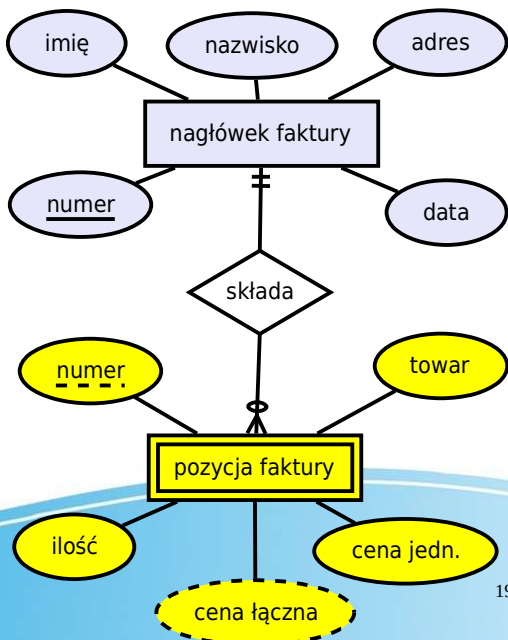 imię
nazwisko
adres
nagłówek faktury
numer
data
składa
numer
towar
pozycja faktury
ilość
cena jedn.
cena łączna
19